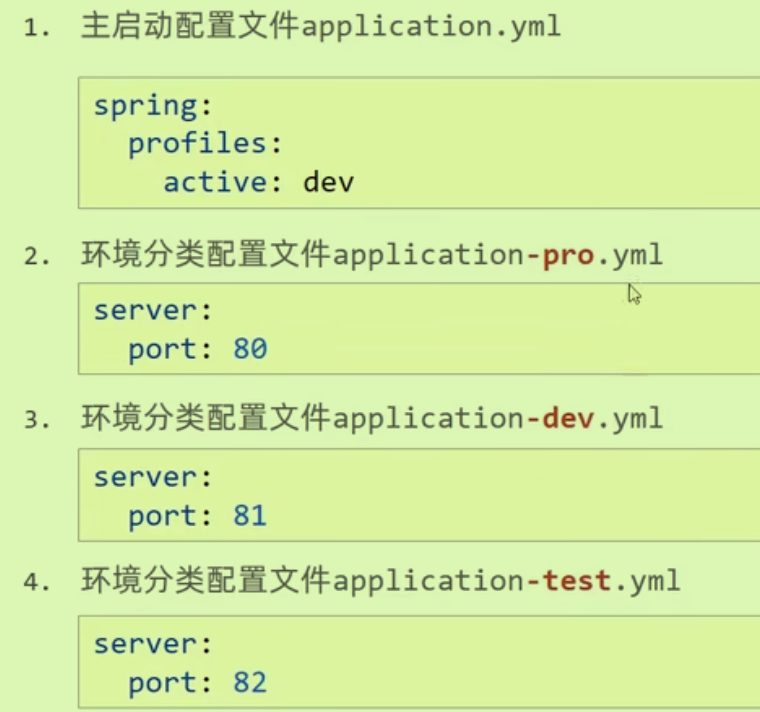 1. 主启动配置文件application.yml
spring:
  profiles:
    active: dev
2. 环境分类配置文件application-pro.yml
server:
  port: 80
3. 环境分类配置文件application-dev.yml
server:
  port: 81
4. 环境分类配置文件application-test.yml
server:
  port: 82